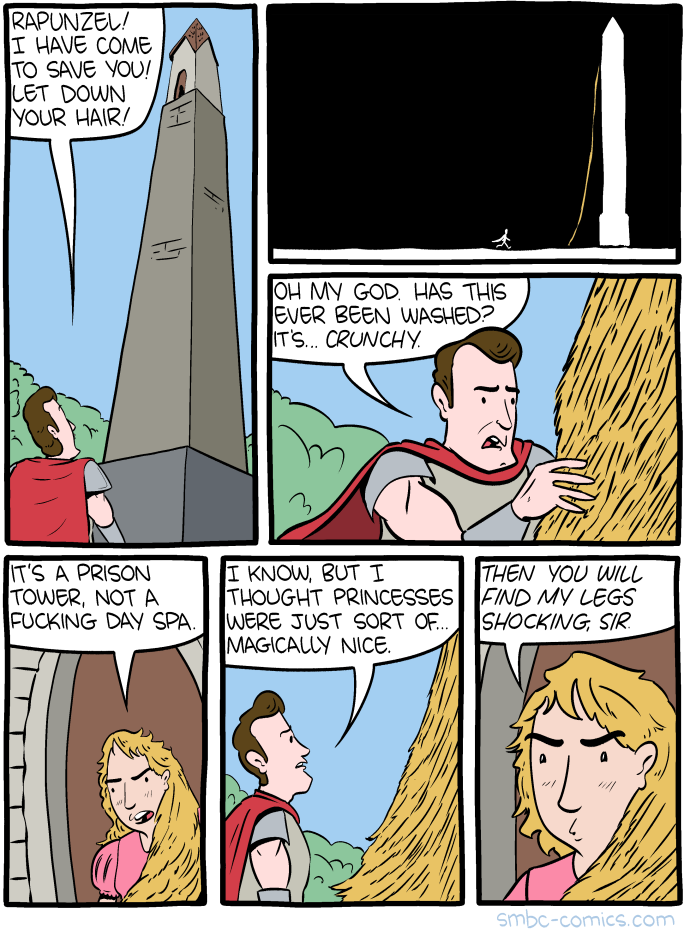 RAPUNZEL!
I HAVE COME
TO SAVE YOU!
LET DOWN
YOUR HAIR!
OH MY GOD. HAS THIS
EVER BEEN WASHED?
IT'S... CRUNCHY.
IT'S A PRISON
TOWER, NOT A
FUCKING DAY SPA.
I KNOW, BUT I
THOUGHT PRINCESSES
WERE JUST SORT OF...
MAGICALLY NICE.
THEN YOU WILL
FIND MY LEGS
SHOCKING, SIR.
smbc-comics.com